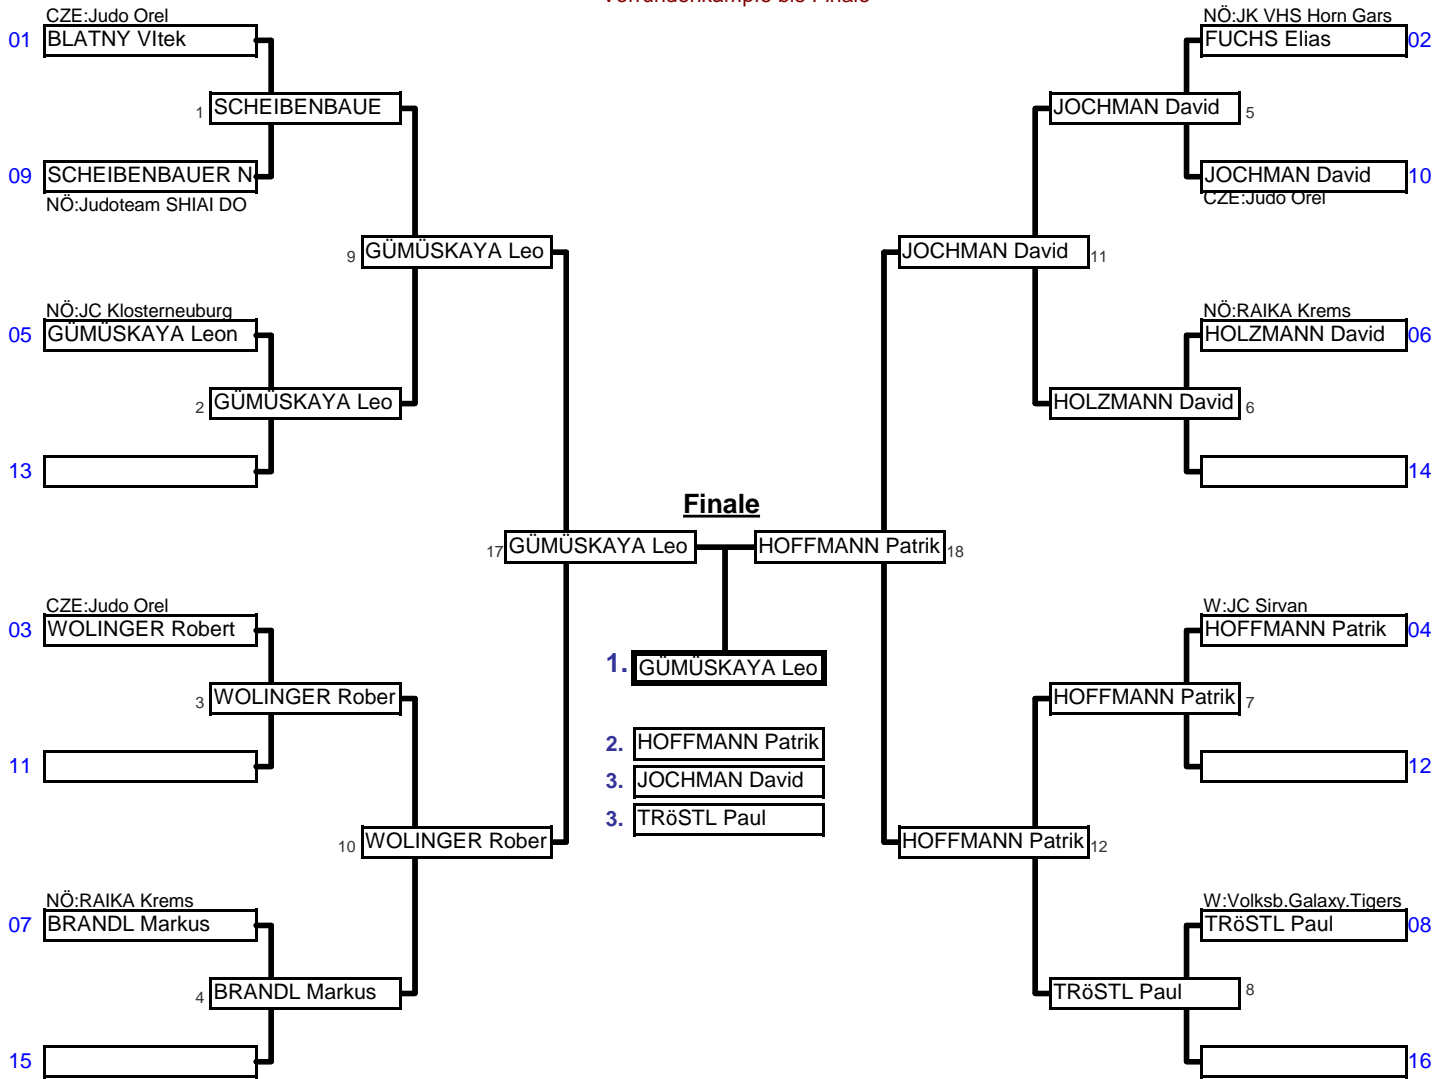 Vorrundenkämpfe bis Finale
CZE:Judo Orel
01 BLATNY VItek
1 SCHEIBENBAUE
09 SCHEIBENBAUER N
NÖ:Judoteam SHIAI DO
9 GÜMÜSKAYA Leo
NÖ:JC Klosterneuburg
05 GÜMÜSKAYA Leon
2 GÜMÜSKAYA Leo
13
17 GÜMÜSKAYA Leo
CZE:Judo Orel
03 WOLINGER Robert
3 WOLINGER Rober
11
10 WOLINGER Rober
NÖ:RAIKA Krems
07 BRANDL Markus
4 BRANDL Markus
15
Finale
1. GÜMÜSKAYA Leo
2. HOFFMANN Patrik
3. JOCHMAN David
3. TRöSTL Paul
NÖ:JK VHS Horn Gars
FUCHS Elias 02
JOCHMAN David 5
JOCHMAN David 10
CZE:Judo Orel
JOCHMAN David 11
NÖ:RAIKA Krems
HOLZMANN David 06
HOLZMANN David 6
14
HOFFMANN Patrik 18
W:JC Sirvan
HOFFMANN Patrik 04
HOFFMANN Patrik 7
12
HOFFMANN Patrik 12
W:Volksb.Galaxy.Tigers
TRöSTL Paul 08
TRöSTL Paul 8
16